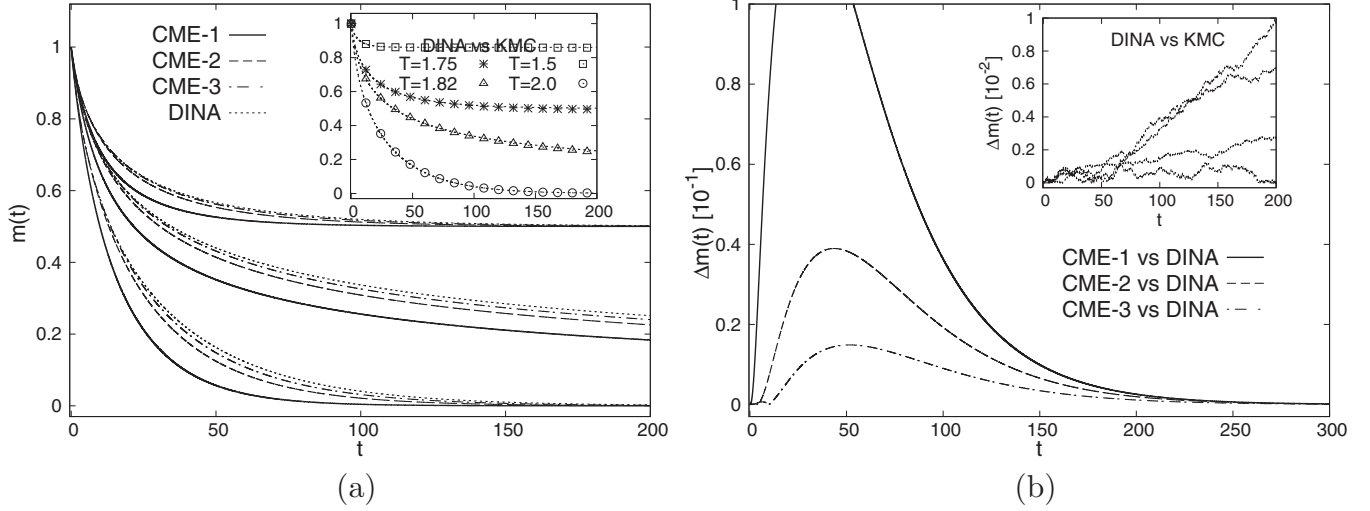 CME-1
CME-2
CME-3
DINA
m(t)
1
0.8
0.6
0.4
0.2
0
0 50 100 150 200
t
DINA vs KMC
T=1.75 T=1.5
T=1.82 T=2.0
1
0.8
0.6
0.4
0.2
0
0 50 100 150 200
(a)
Δm(t) [10⁻¹]
1
0.8
0.6
0.4
0.2
0
0 50 100 150 200 250 300
t
CME-1 vs DINA
CME-2 vs DINA
CME-3 vs DINA
DINA vs KMC
Δm(t) [10⁻²]
1
0.8
0.6
0.4
0.2
0
0 50 100 150 200
t
(b)